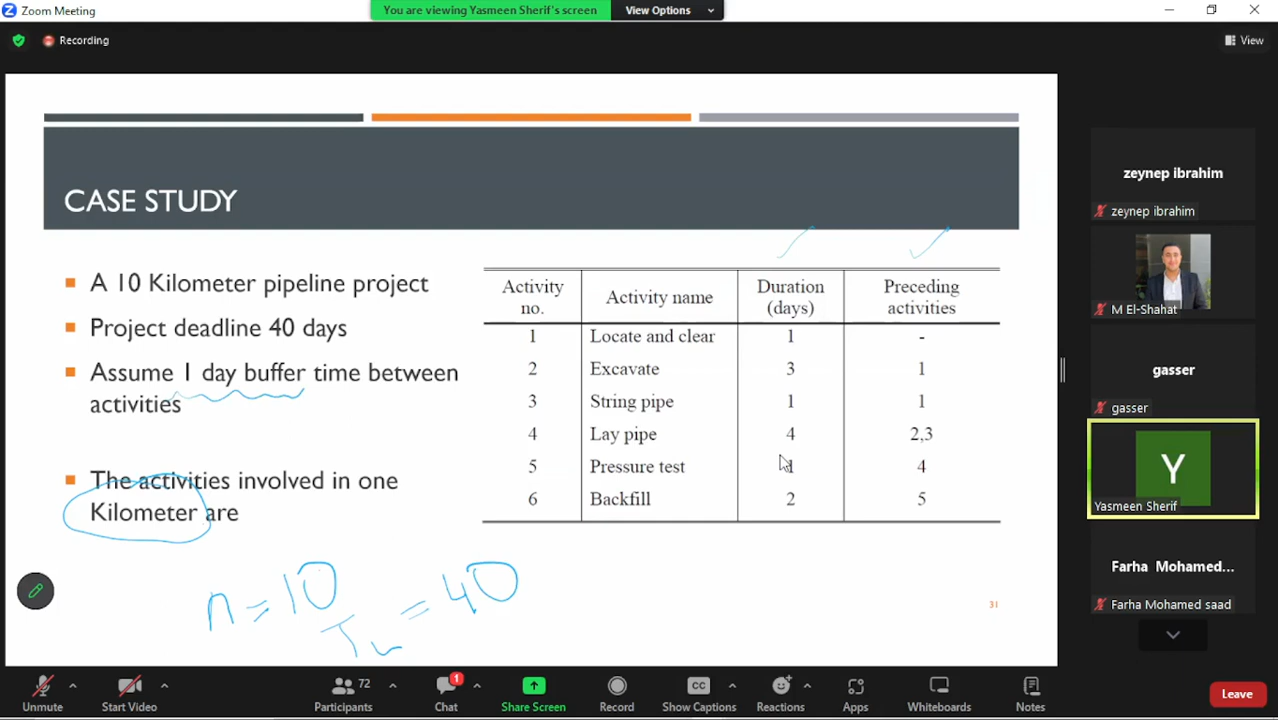 Zoom Meeting
You are viewing Yasmeen Sherif's screen
View Options
Recording
View
CASE STUDY
A 10 Kilometer pipeline project
Project deadline 40 days
Assume 1 day buffer time between
activities
The activities involved in one
Kilometer are
Activity no. Activity name Duration (days) Preceding activities
1 Locate and clear 1 -
2 Excavate 3 1
3 String pipe 1 1
4 Lay pipe 4 2,3
5 Pressure test 1 4
6 Backfill 2 5
n = 10
TL = 40
31
zeynep ibrahim
zeynep ibrahim
M El-Shahat
gasser
gasser
Y
Yasmeen Sherif
Farha Mohamed...
Farha Mohamed saad
Unmute
Start Video
72
Participants
1
Chat
Share Screen
Record
CC
Show Captions
Reactions
Apps
Whiteboards
Notes
Leave